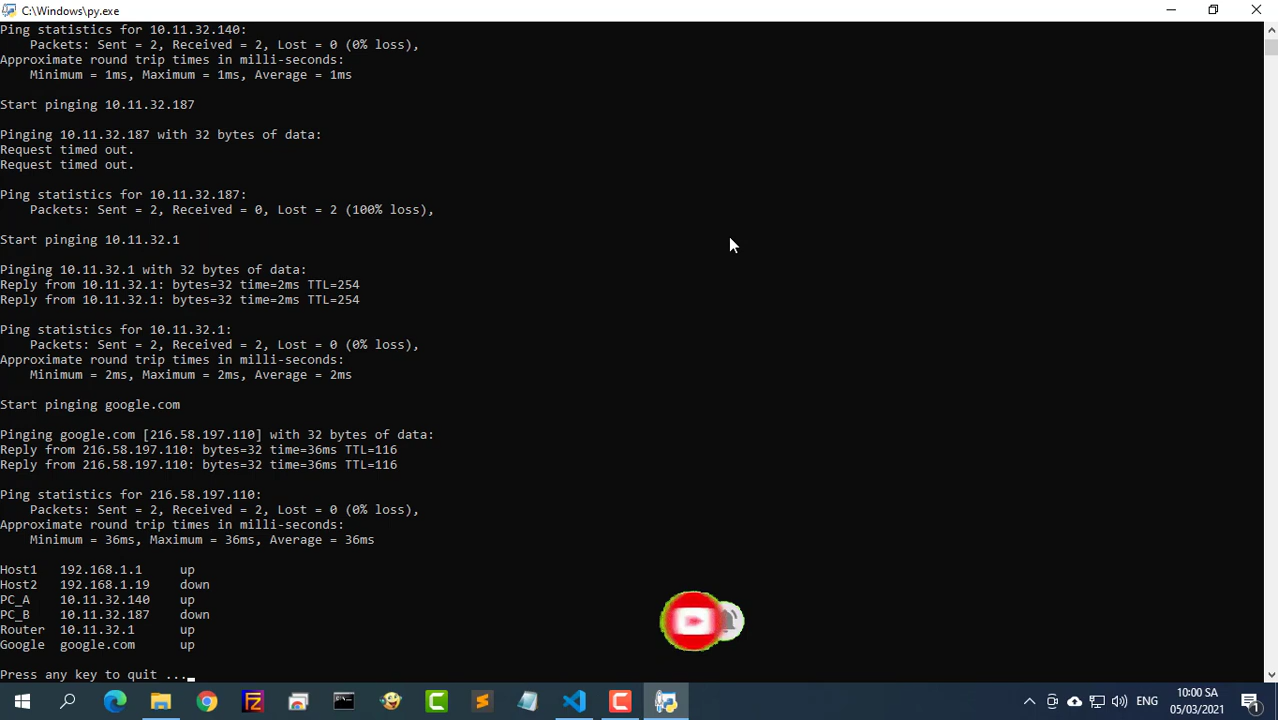 C:\Windows\py.exe
Ping statistics for 10.11.32.140:
    Packets: Sent = 2, Received = 2, Lost = 0 (0% loss),
Approximate round trip times in milli-seconds:
    Minimum = 1ms, Maximum = 1ms, Average = 1ms
Start pinging 10.11.32.187
Pinging 10.11.32.187 with 32 bytes of data:
Request timed out.
Request timed out.
Ping statistics for 10.11.32.187:
    Packets: Sent = 2, Received = 0, Lost = 2 (100% loss),
Start pinging 10.11.32.1
Pinging 10.11.32.1 with 32 bytes of data:
Reply from 10.11.32.1: bytes=32 time=2ms TTL=254
Reply from 10.11.32.1: bytes=32 time=2ms TTL=254
Ping statistics for 10.11.32.1:
    Packets: Sent = 2, Received = 2, Lost = 0 (0% loss),
Approximate round trip times in milli-seconds:
    Minimum = 2ms, Maximum = 2ms, Average = 2ms
Start pinging google.com
Pinging google.com [216.58.197.110] with 32 bytes of data:
Reply from 216.58.197.110: bytes=32 time=36ms TTL=116
Reply from 216.58.197.110: bytes=32 time=36ms TTL=116
Ping statistics for 216.58.197.110:
    Packets: Sent = 2, Received = 2, Lost = 0 (0% loss),
Approximate round trip times in milli-seconds:
    Minimum = 36ms, Maximum = 36ms, Average = 36ms
Host1   192.168.1.1     up
Host2   192.168.1.19    down
PC_A    10.11.32.140    up
PC_B    10.11.32.187    down
Router  10.11.32.1      up
Google  google.com      up
Press any key to quit ..._
ENG
10:00 SA
05/03/2021
1